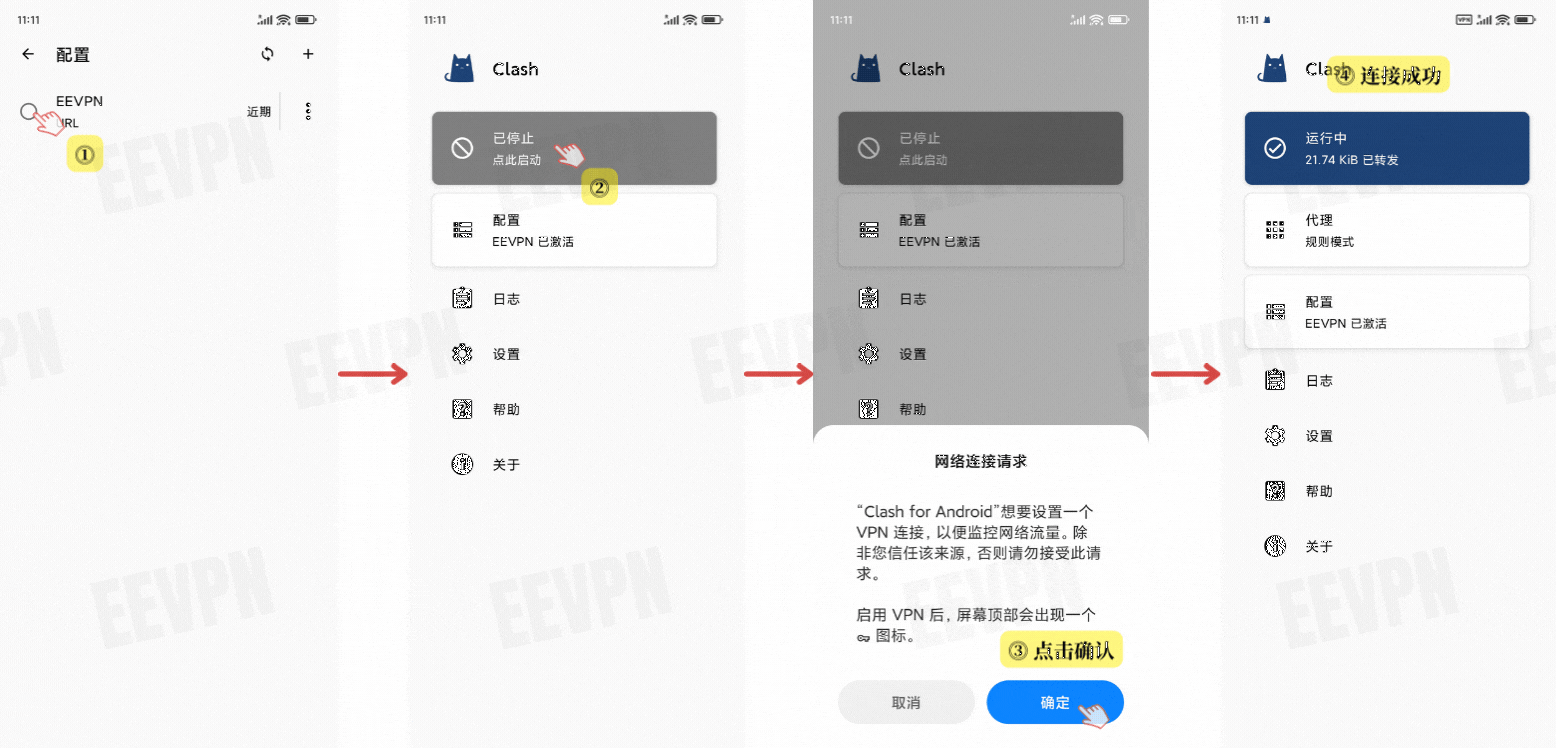 11:11
配置
EEVPN
URL
近期
①
11:11
Clash
已停止
点此启动
②
配置
EEVPN 已激活
日志
设置
帮助
关于
11:11
Clash
已停止
点此启动
配置
EEVPN 已激活
日志
设置
帮助
网络连接请求
“Clash for Android”想要设置一个
VPN 连接，以便监控网络流量。除
非您信任该来源，否则请勿接受此请
求。
启用 VPN 后，屏幕顶部会出现一个
图标。
③ 点击确认
取消
确定
11:11
VPN
Clash
④ 连接成功
运行中
21.74 KiB 已转发
代理
规则模式
配置
EEVPN 已激活
日志
设置
帮助
关于
EEVPN
EEVPN
EEVPN
EEVPN
EEVPN
EEVPN